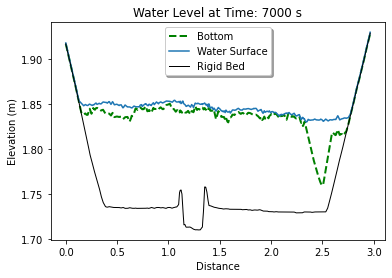 Water Level at Time: 7000 s
Bottom
Water Surface
Rigid Bed
Elevation (m)
1.90
1.85
1.80
1.75
1.70
0.0 0.5 1.0 1.5 2.0 2.5 3.0
Distance